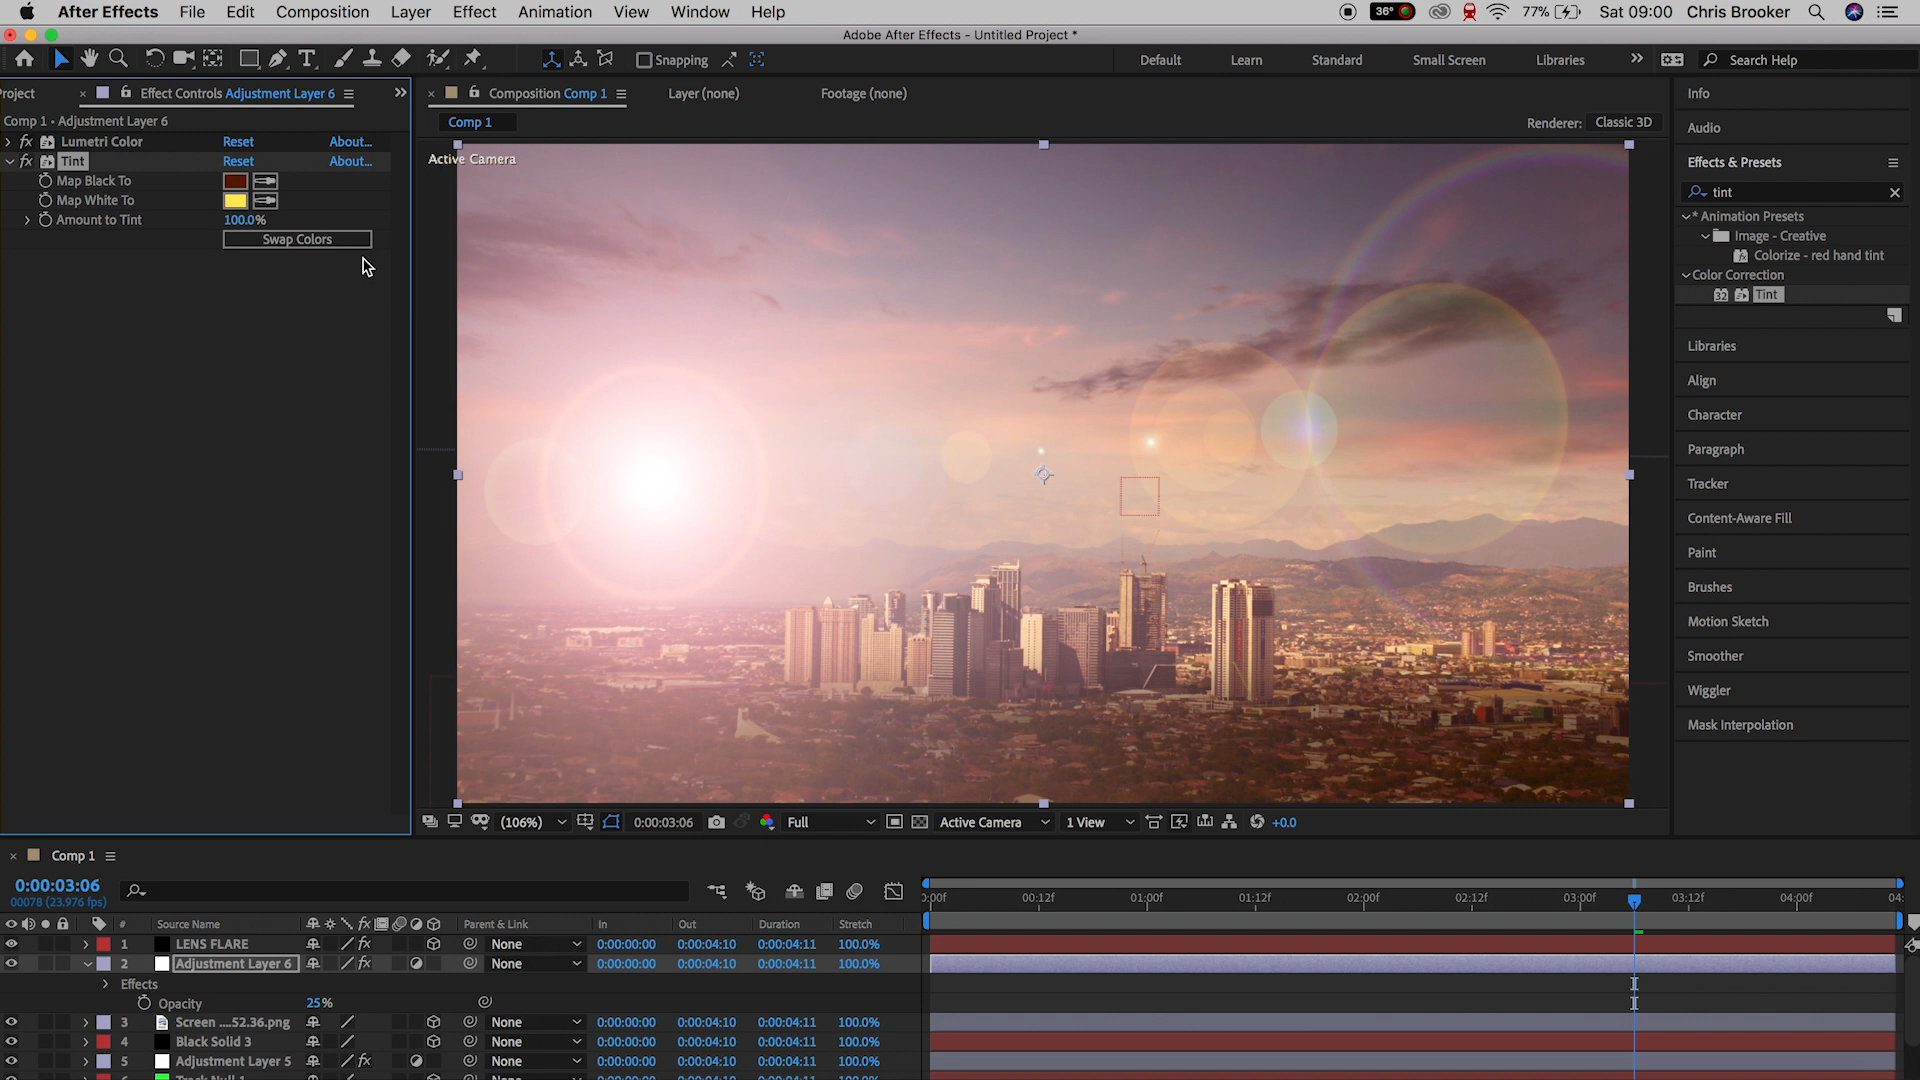 After Effects File Edit Composition Layer Effect Animation View Window Help 36° 77% Sat 09:00 Chris Brooker
Adobe After Effects - Untitled Project *
Snapping Default Learn Standard Small Screen Libraries Search Help
Project Effect Controls Adjustment Layer 6 Composition Comp 1 Layer (none) Footage (none) Info
Comp 1 • Adjustment Layer 6 Comp 1 Renderer: Classic 3D Audio
fx Lumetri Color Reset About...
fx Tint Reset About... Active Camera Effects & Presets
Map Black To tint
Map White To
Amount to Tint 100.0% * Animation Presets
Swap Colors Image - Creative
Colorize - red hand tint
Color Correction
32 Tint
Libraries
Align
Character
Paragraph
Tracker
Content-Aware Fill
Paint
Brushes
Motion Sketch
Smoother
Wiggler
Mask Interpolation
(106%) 0:00:03:06 Full Active Camera 1 View +0.0
Comp 1
0:00:03:06
00078 (23.976 fps) :00f 00:12f 01:00f 01:12f 02:00f 02:12f 03:00f 03:12f 04:00f 04:
# Source Name fx Parent & Link In Out Duration Stretch
1 LENS FLARE fx None 0:00:00:00 0:00:04:10 0:00:04:11 100.0%
2 Adjustment Layer 6 fx None 0:00:00:00 0:00:04:10 0:00:04:11 100.0%
Effects
Opacity 25%
3 Screen ....52.36.png None 0:00:00:00 0:00:04:10 0:00:04:11 100.0%
4 Black Solid 3 None 0:00:00:00 0:00:04:10 0:00:04:11 100.0%
5 Adjustment Layer 5 fx None 0:00:00:00 0:00:04:10 0:00:04:11 100.0%
Track Null 1